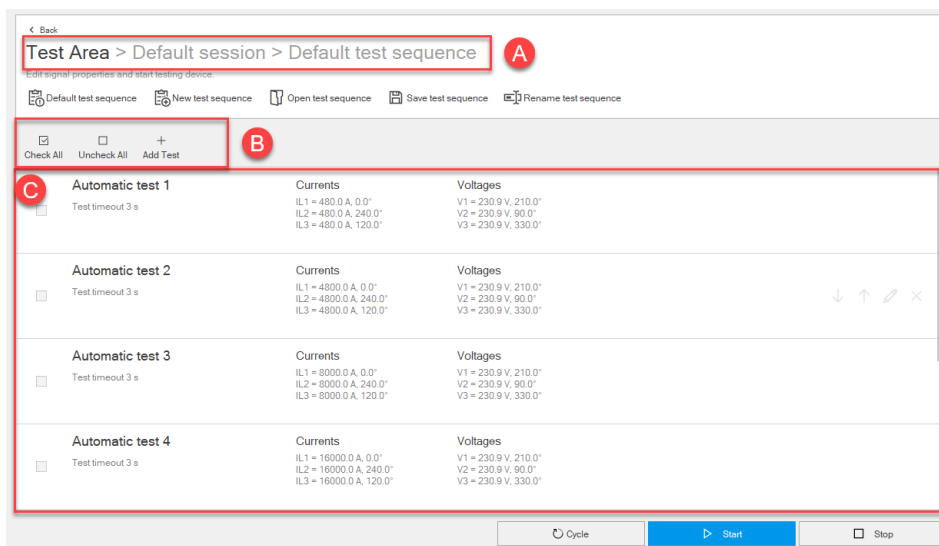 < Back
Test Area > Default session > Default test sequence
A
Edit signal properties and start testing device.
Default test sequence New test sequence Open test sequence Save test sequence Rename test sequence
Check All Uncheck All Add Test
B
C
Automatic test 1 Currents Voltages
Test timeout 3 s IL1 = 480.0 A, 0.0° V1 = 230.9 V, 210.0°
IL2 = 480.0 A, 240.0° V2 = 230.9 V, 90.0°
IL3 = 480.0 A, 120.0° V3 = 230.9 V, 330.0°
Automatic test 2 Currents Voltages
Test timeout 3 s IL1 = 4800.0 A, 0.0° V1 = 230.9 V, 210.0°
IL2 = 4800.0 A, 240.0° V2 = 230.9 V, 90.0°
IL3 = 4800.0 A, 120.0° V3 = 230.9 V, 330.0°
Automatic test 3 Currents Voltages
Test timeout 3 s IL1 = 8000.0 A, 0.0° V1 = 230.9 V, 210.0°
IL2 = 8000.0 A, 240.0° V2 = 230.9 V, 90.0°
IL3 = 8000.0 A, 120.0° V3 = 230.9 V, 330.0°
Automatic test 4 Currents Voltages
Test timeout 3 s IL1 = 16000.0 A, 0.0° V1 = 230.9 V, 210.0°
IL2 = 16000.0 A, 240.0° V2 = 230.9 V, 90.0°
IL3 = 16000.0 A, 120.0° V3 = 230.9 V, 330.0°
Cycle Start Stop